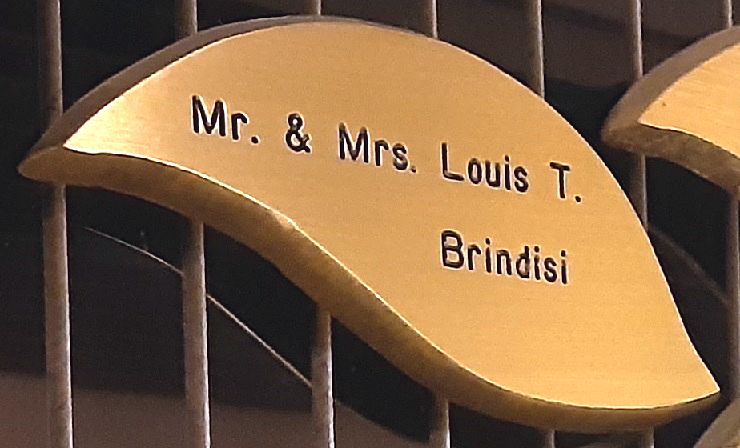 Mr. & Mrs. Louis T.
Brindisi